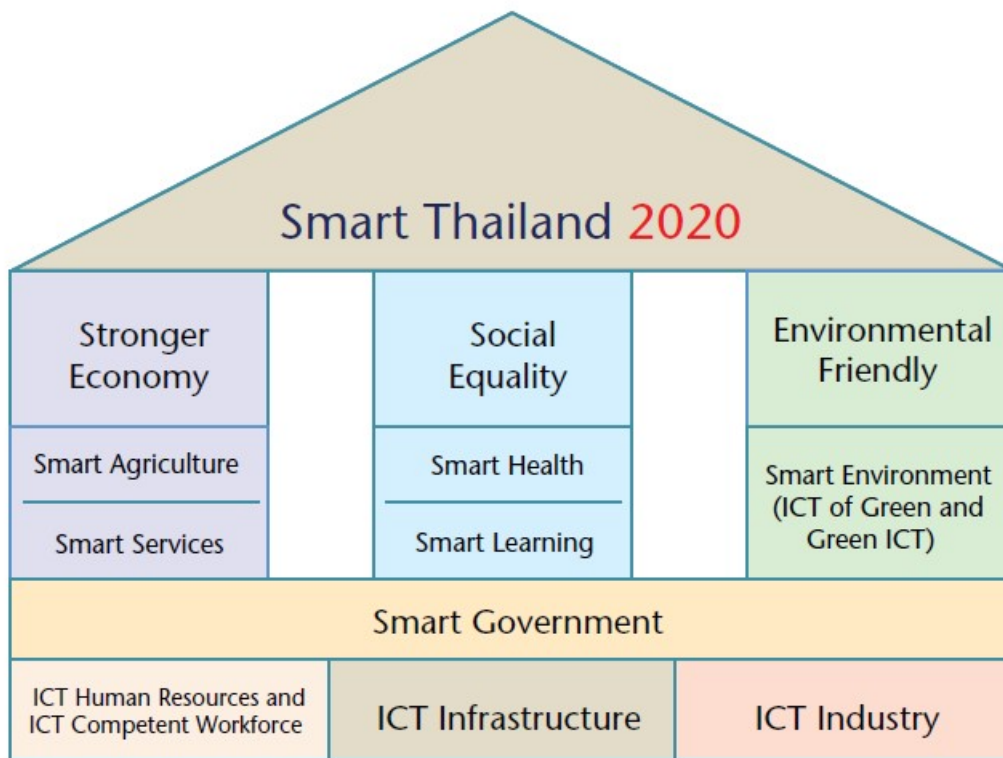 Smart Thailand 2020
Stronger
Economy
Social
Equality
Environmental
Friendly
Smart Agriculture
Smart Services
Smart Health
Smart Learning
Smart Environment
(ICT of Green and
Green ICT)
Smart Government
ICT Human Resources and
ICT Competent Workforce
ICT Infrastructure
ICT Industry